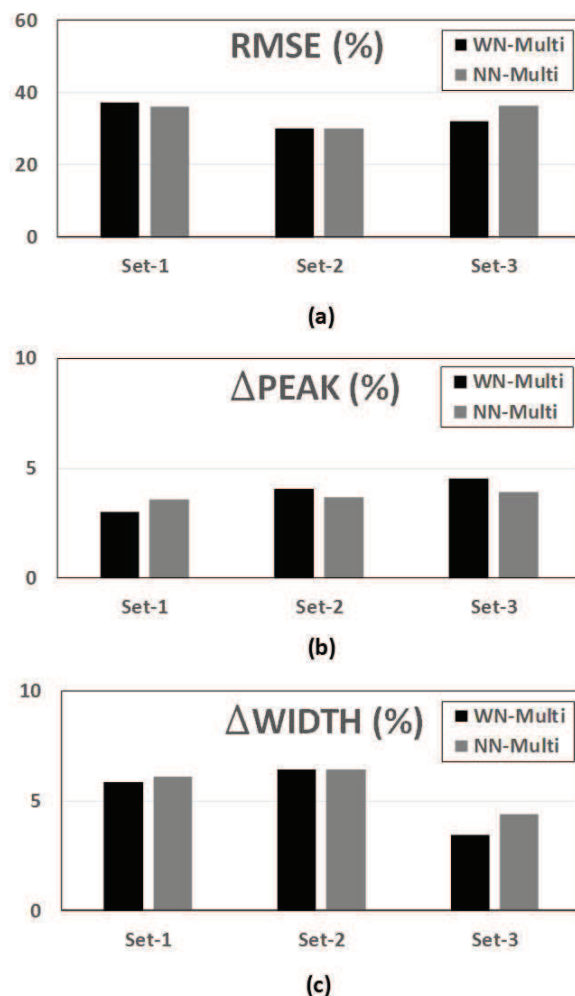 60
RMSE (%)
WN-Multi
NN-Multi
40
20
0
Set-1 Set-2 Set-3
(a)
10
ΔPEAK (%)
WN-Multi
NN-Multi
5
0
Set-1 Set-2 Set-3
(b)
10
ΔWIDTH (%)
WN-Multi
NN-Multi
5
0
Set-1 Set-2 Set-3
(c)